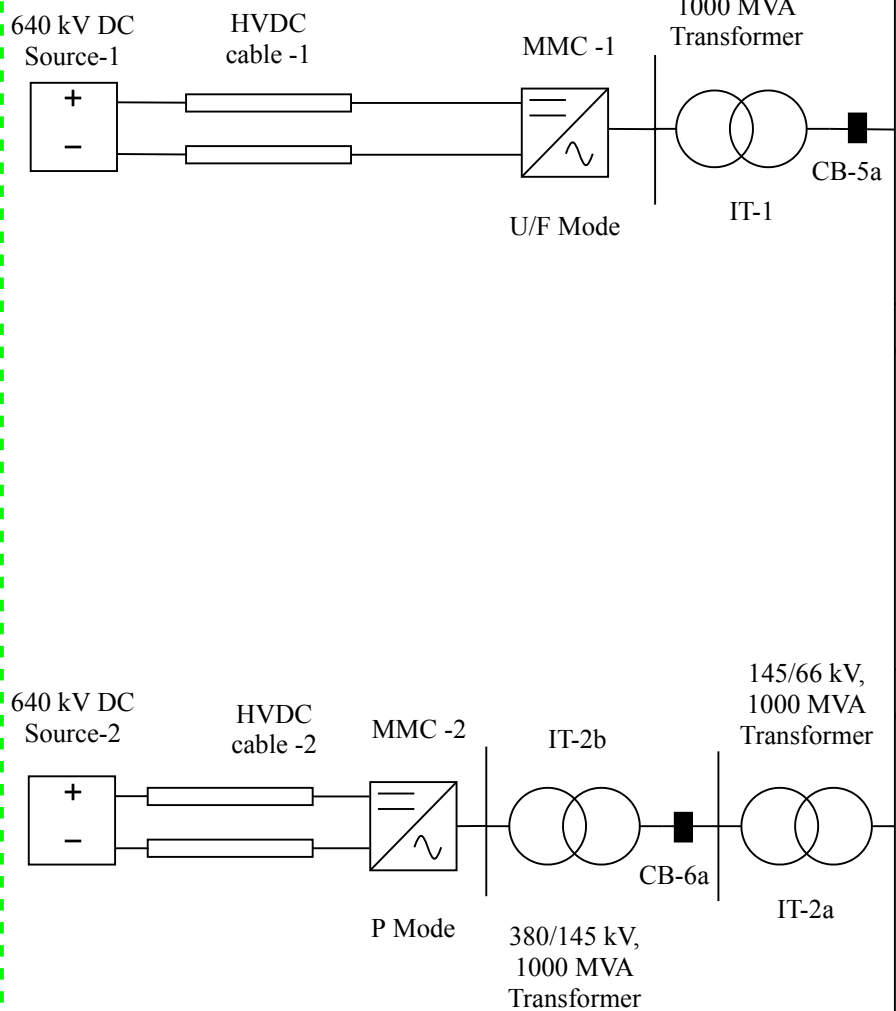 640 kV DC
Source-1
HVDC
cable -1
MMC -1
1000 MVA
Transformer
+
−
U/F Mode
IT-1
CB-5a
640 kV DC
Source-2
HVDC
cable -2
MMC -2
IT-2b
145/66 kV,
1000 MVA
Transformer
+
−
CB-6a
IT-2a
P Mode
380/145 kV,
1000 MVA
Transformer